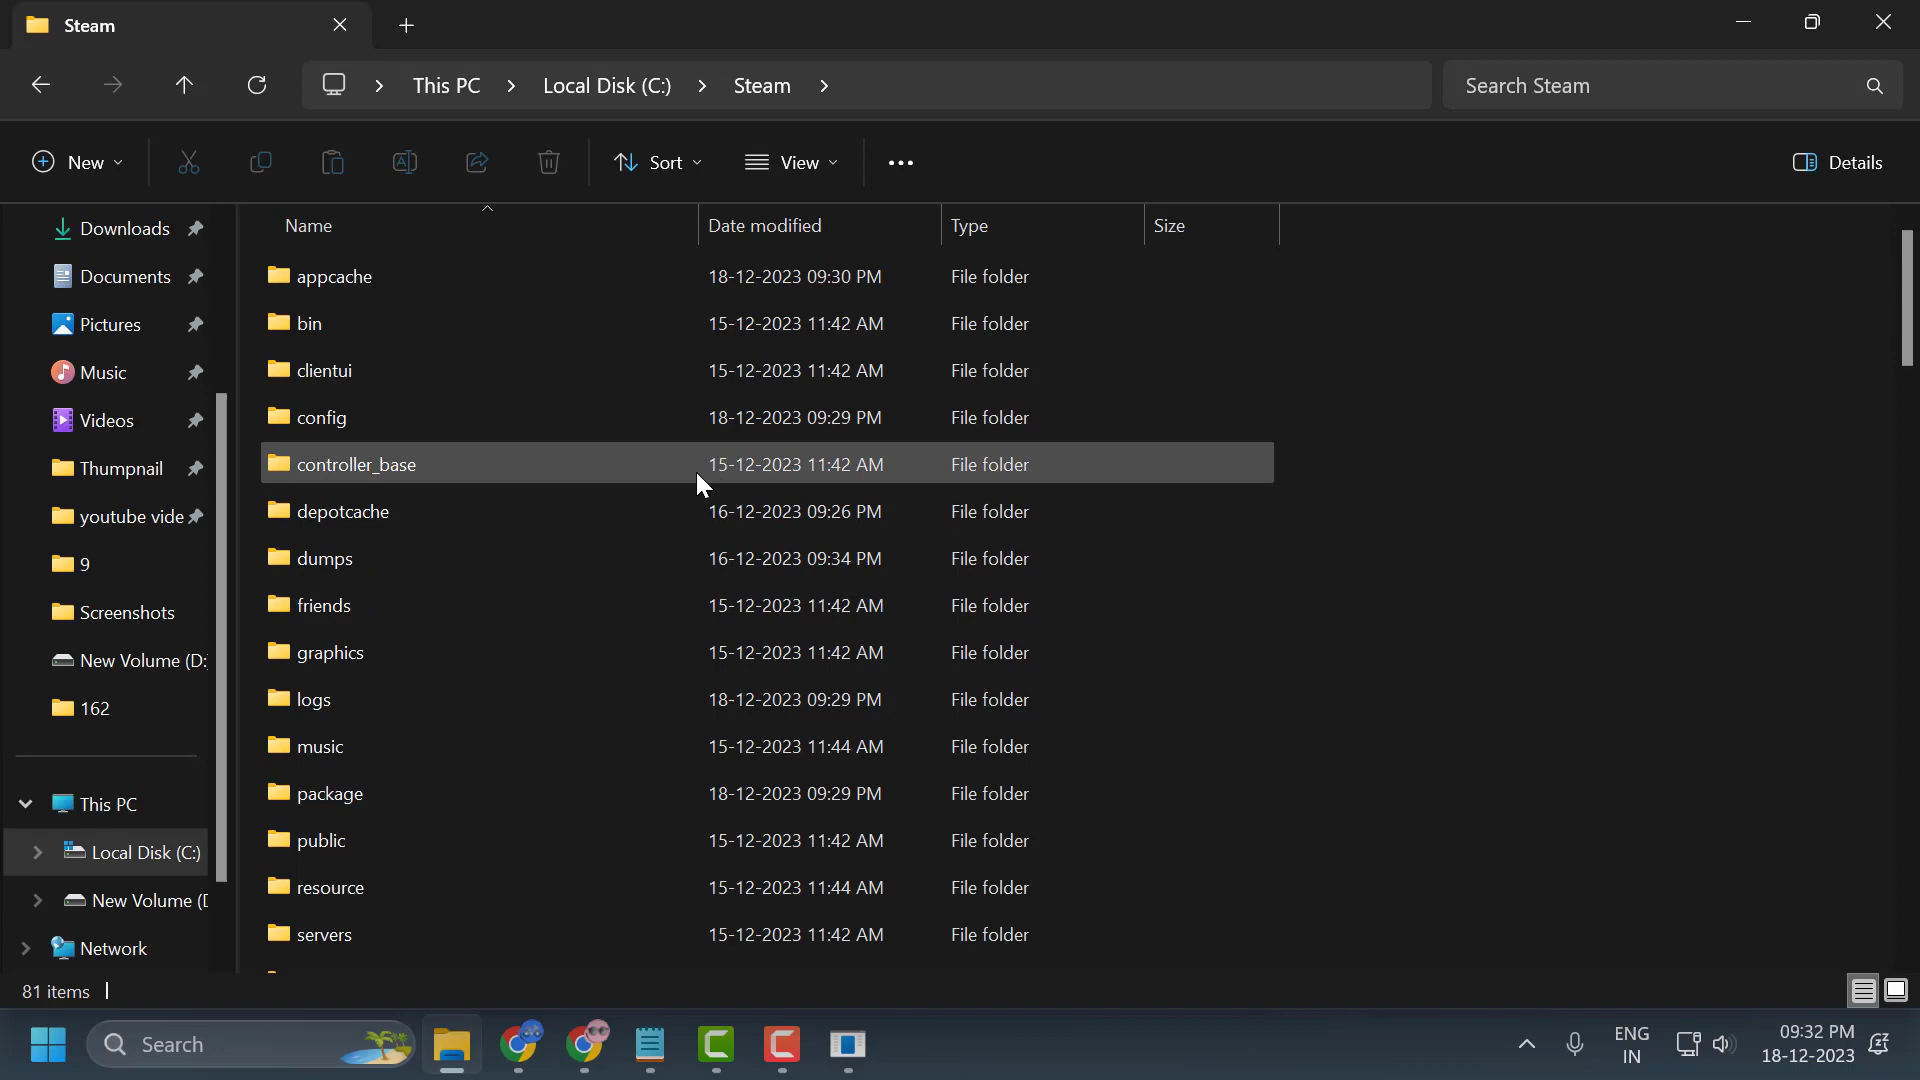 Steam
This PC
Local Disk (C:)
Steam
Search Steam
New
Sort
View
Details
Name
Date modified
Type
Size
Downloads
Documents
Pictures
Music
Videos
Thumpnail
youtube vide
9
Screenshots
New Volume (D:
162
This PC
Local Disk (C:)
New Volume (D
Network
appcache 18-12-2023 09:30 PM File folder
bin 15-12-2023 11:42 AM File folder
clientui 15-12-2023 11:42 AM File folder
config 18-12-2023 09:29 PM File folder
controller_base 15-12-2023 11:42 AM File folder
depotcache 16-12-2023 09:26 PM File folder
dumps 16-12-2023 09:34 PM File folder
friends 15-12-2023 11:42 AM File folder
graphics 15-12-2023 11:42 AM File folder
logs 18-12-2023 09:29 PM File folder
music 15-12-2023 11:44 AM File folder
package 18-12-2023 09:29 PM File folder
public 15-12-2023 11:42 AM File folder
resource 15-12-2023 11:44 AM File folder
servers 15-12-2023 11:42 AM File folder
81 items
Search
ENG
IN
09:32 PM
18-12-2023